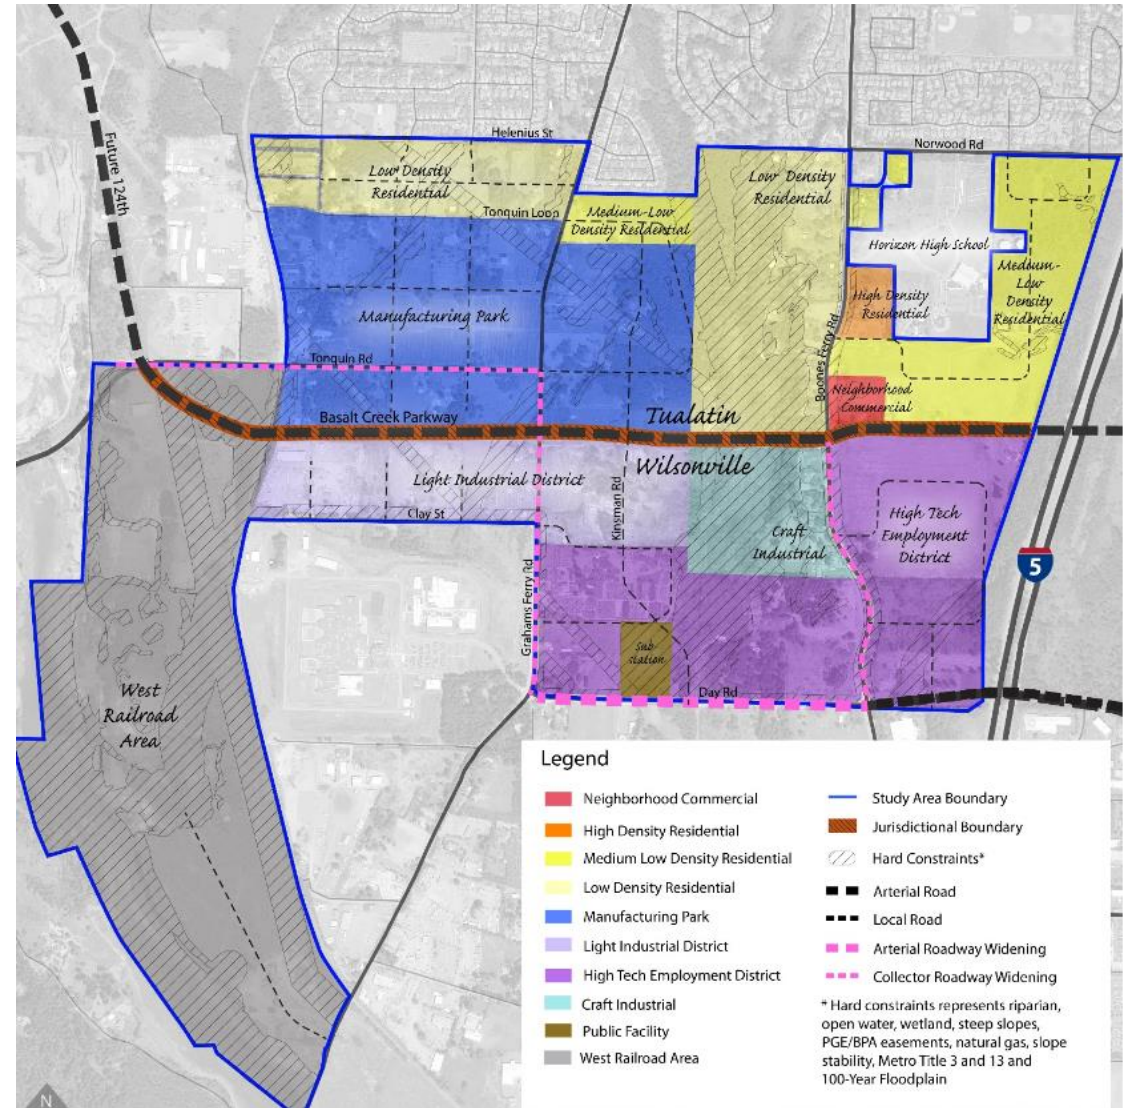 Helenius St
Norwood Rd
Future 124th
Low Density
Residential
Low Density
Residential
Tonquin Loop
Medium-Low
Density Residential
Horizon High School
Medium-
Low
Density
Residential
High Density
Residential
Manufacturing Park
Boones Ferry Rd
Tonquin Rd
Neighborhood
Commercial
Basalt Creek Parkway
Tualatin
Wilsonville
Light Industrial District
Kinsman Rd
Clay St
High Tech
Employment
District
Craft
Industrial
5
Grahams Ferry Rd
Sub
station
West
Railroad
Area
Day Rd
Legend
Neighborhood Commercial
High Density Residential
Medium Low Density Residential
Low Density Residential
Manufacturing Park
Light Industrial District
High Tech Employment District
Craft Industrial
Public Facility
West Railroad Area
Study Area Boundary
Jurisdictional Boundary
Hard Constraints*
Arterial Road
Local Road
Arterial Roadway Widening
Collector Roadway Widening
* Hard constraints represents riparian,
open water, wetland, steep slopes,
PGE/BPA easements, natural gas, slope
stability, Metro Title 3 and 13 and
100-Year Floodplain
N